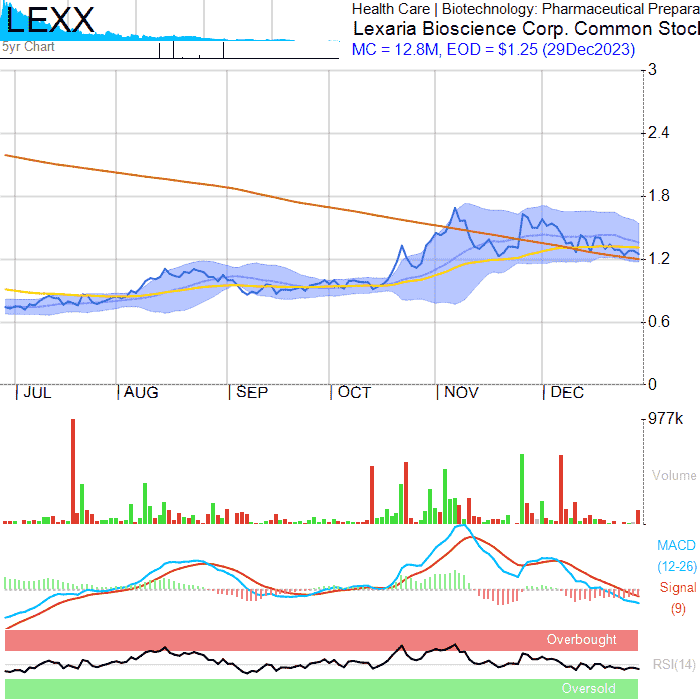 LEXX
5yr Chart
Health Care | Biotechnology: Pharmaceutical Prepara
Lexaria Bioscience Corp. Common Stoc
MC = 12.8M, EOD = $1.25 (29Dec2023)
3
2.4
1.8
1.2
0.6
0
| JUL | AUG | SEP | OCT | NOV | DEC
977k
Volume
MACD
(12-26)
Signal
(9)
Overbought
RSI(14)
Oversold